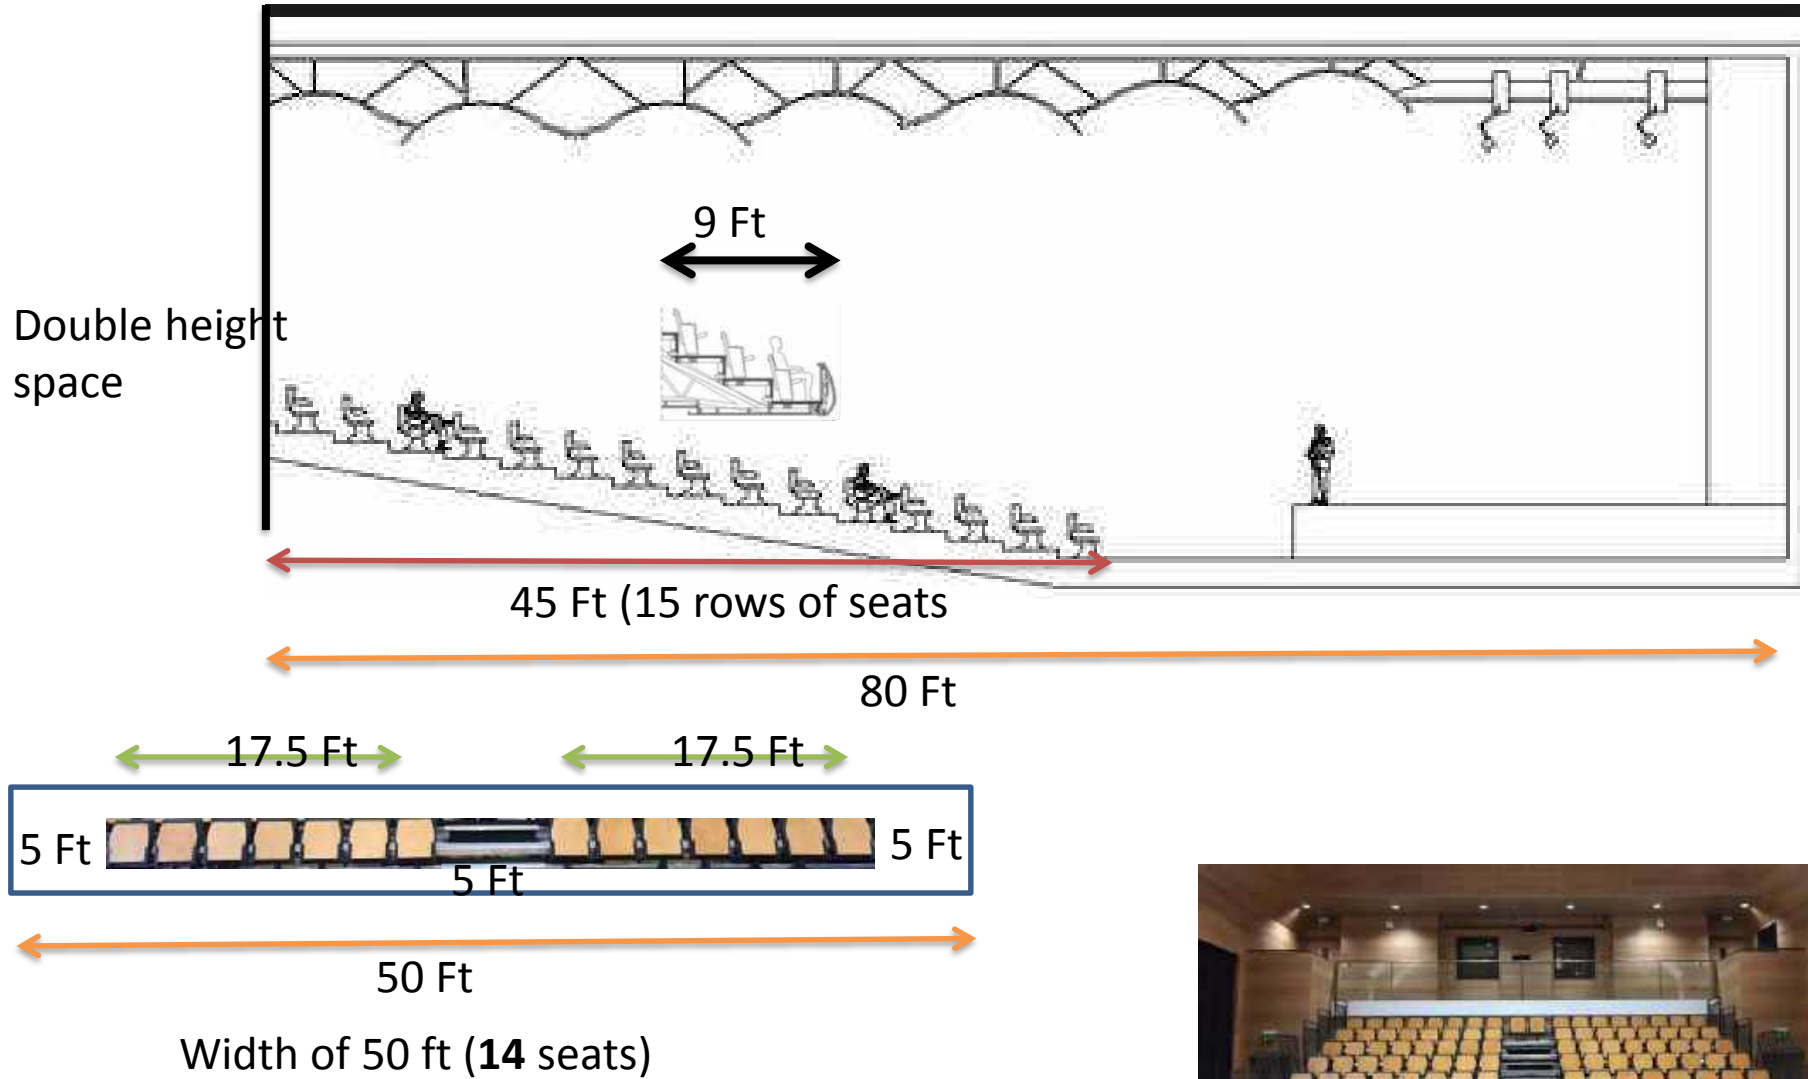 9 Ft
Double height
space
45 Ft (15 rows of seats
80 Ft
17.5 Ft
17.5 Ft
5 Ft
5 Ft
5 Ft
50 Ft
Width of 50 ft (14 seats)